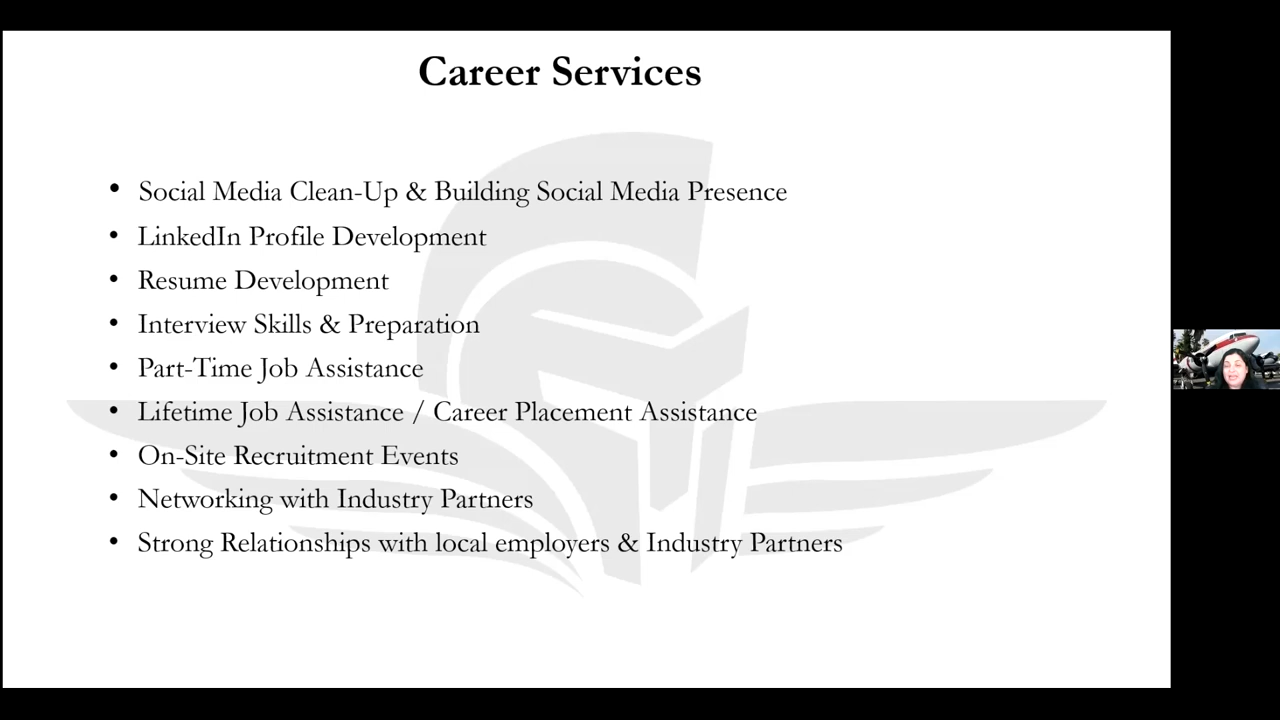 Career Services
• Social Media Clean-Up & Building Social Media Presence
• LinkedIn Profile Development
• Resume Development
• Interview Skills & Preparation
• Part-Time Job Assistance
• Lifetime Job Assistance / Career Placement Assistance
• On-Site Recruitment Events
• Networking with Industry Partners
• Strong Relationships with local employers & Industry Partners